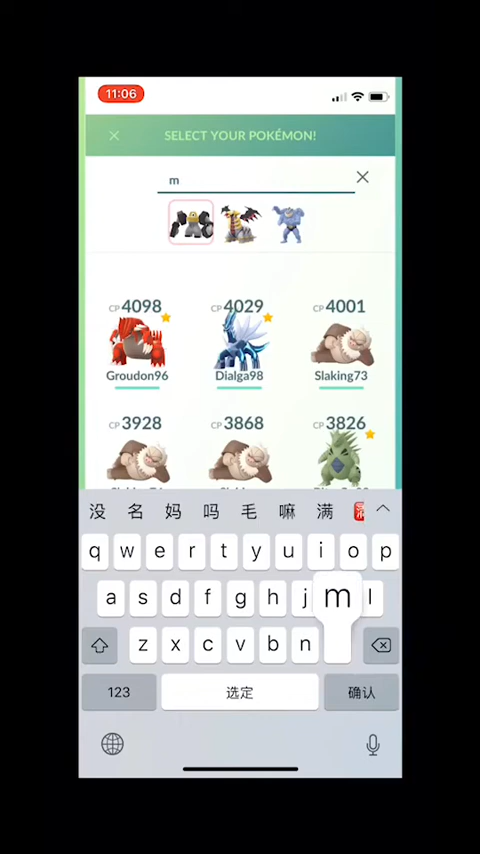 11:06
SELECT YOUR POKÉMON!
m
CP4098 CP4029 CP4001
Groudon96 Dialga98 Slaking73
CP3928 CP3868 CP3826
没 名 妈 吗 毛 嘛 满
q w e r t y u i o p
a s d f g h j m l
z x c v b n
123 选定 确认